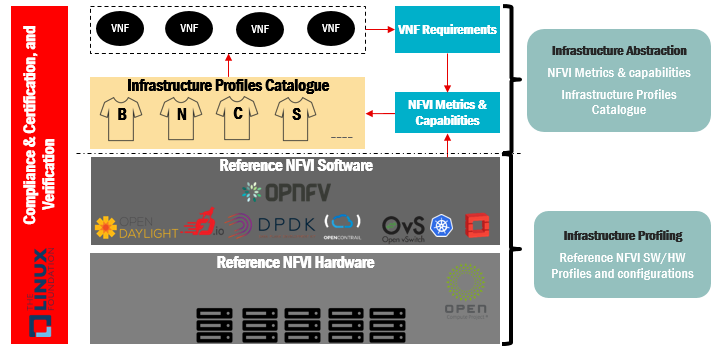 Compliance & Certification, and
Verification
THE
LINUX
FOUNDATION
VNF
VNF
VNF
VNF
VNF Requirements
Infrastructure Profiles Catalogue
B
N
C
S
NFVI Metrics &
Capabilities
Reference NFVI Software
OPNFV
OPEN
DAYLIGHT
.io
DPDK
OPENCONTRAIL
OvS
Open vSwitch
Reference NFVI Hardware
OPEN
Infrastructure Abstraction
NFVI Metrics & capabilities
Infrastructure Profiles
Catalogue
Infrastructure Profiling
Reference NFVI SW/HW
Profiles and configurations